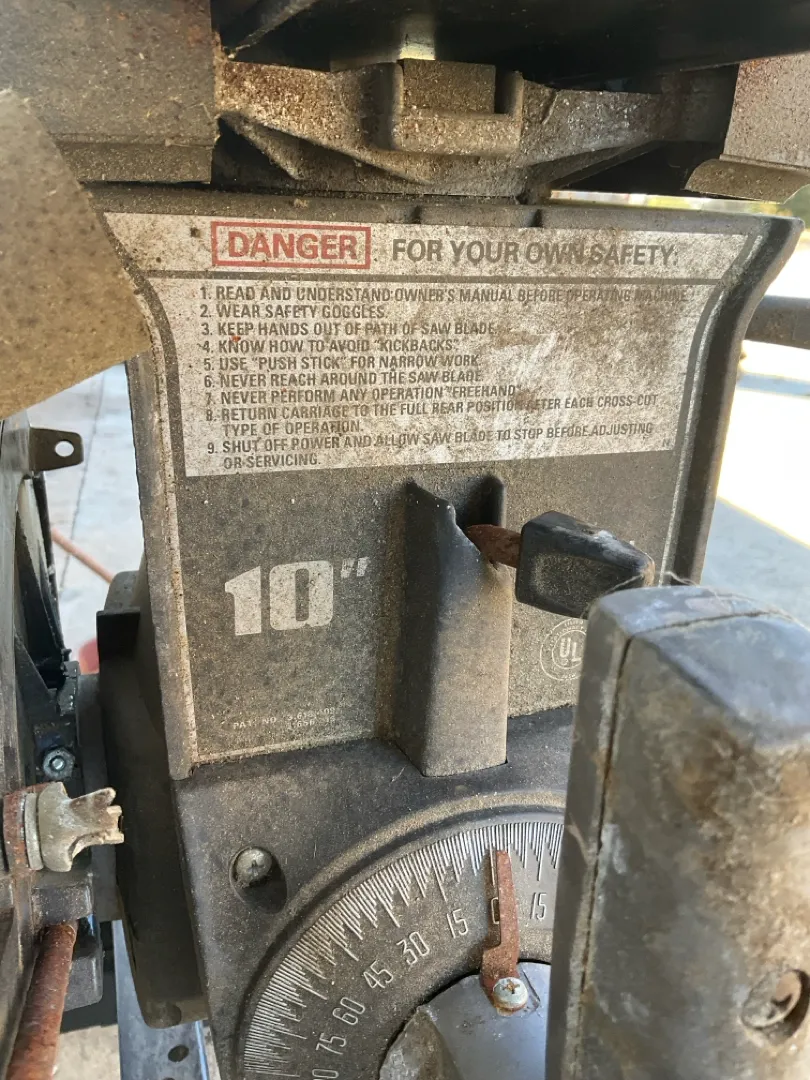 DANGER FOR YOUR OWN SAFETY:
1. READ AND UNDERSTAND OWNER'S MANUAL BEFORE OPERATING MACHINE.
2. WEAR SAFETY GOGGLES.
3. KEEP HANDS OUT OF PATH OF SAW BLADE.
4. KNOW HOW TO AVOID "KICKBACKS".
5. USE "PUSH STICK" FOR NARROW WORK.
6. NEVER REACH AROUND THE SAW BLADE.
7. NEVER PERFORM ANY OPERATION "FREEHAND".
8. RETURN CARRIAGE TO THE FULL REAR POSITION AFTER EACH CROSS-CUT
TYPE OF OPERATION.
9. SHUT OFF POWER AND ALLOW SAW BLADE TO STOP BEFORE ADJUSTING
OR SERVICING.
10"
UL
PAT. NO.
75 60 45 30 15 0 15